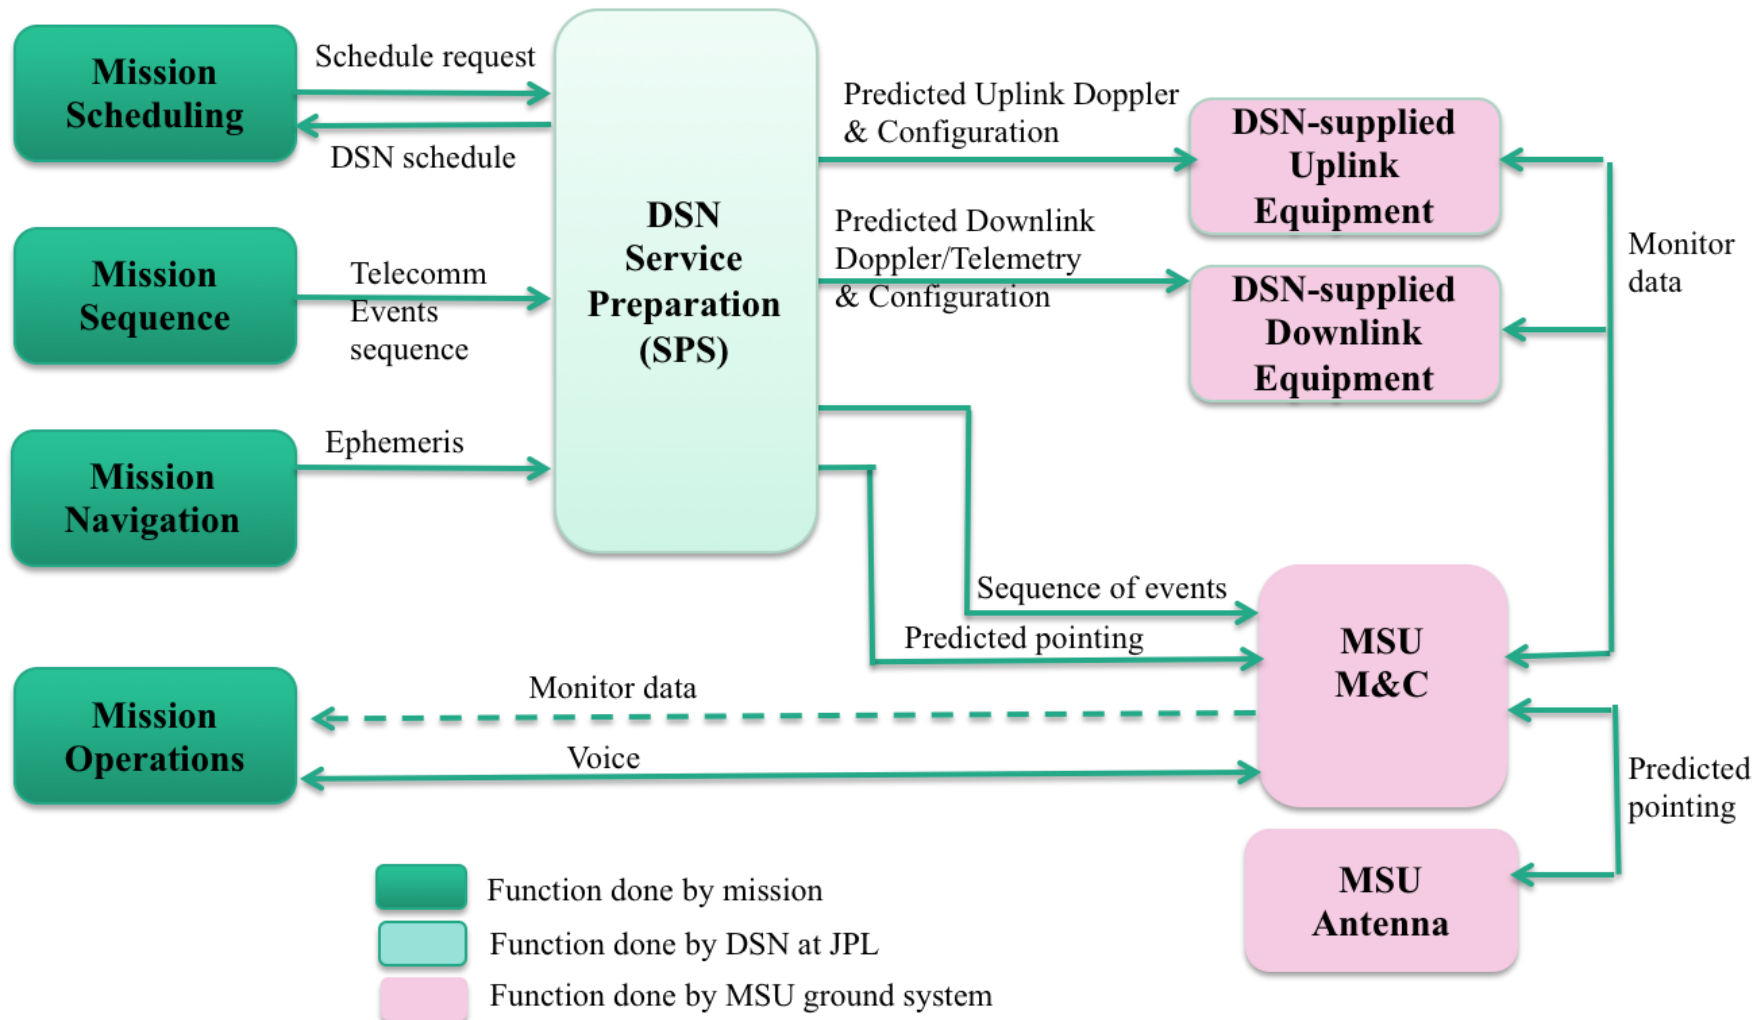 Mission
Scheduling
Schedule request
DSN schedule
Mission
Sequence
Telecomm
Events
sequence
Mission
Navigation
Ephemeris
DSN
Service
Preparation
(SPS)
Predicted Uplink Doppler
& Configuration
DSN-supplied
Uplink
Equipment
Predicted Downlink
Doppler/Telemetry
& Configuration
DSN-supplied
Downlink
Equipment
Monitor
data
Sequence of events
Predicted pointing
MSU
M&C
Mission
Operations
Monitor data
Voice
Predicted
pointing
MSU
Antenna
Function done by mission
Function done by DSN at JPL
Function done by MSU ground system